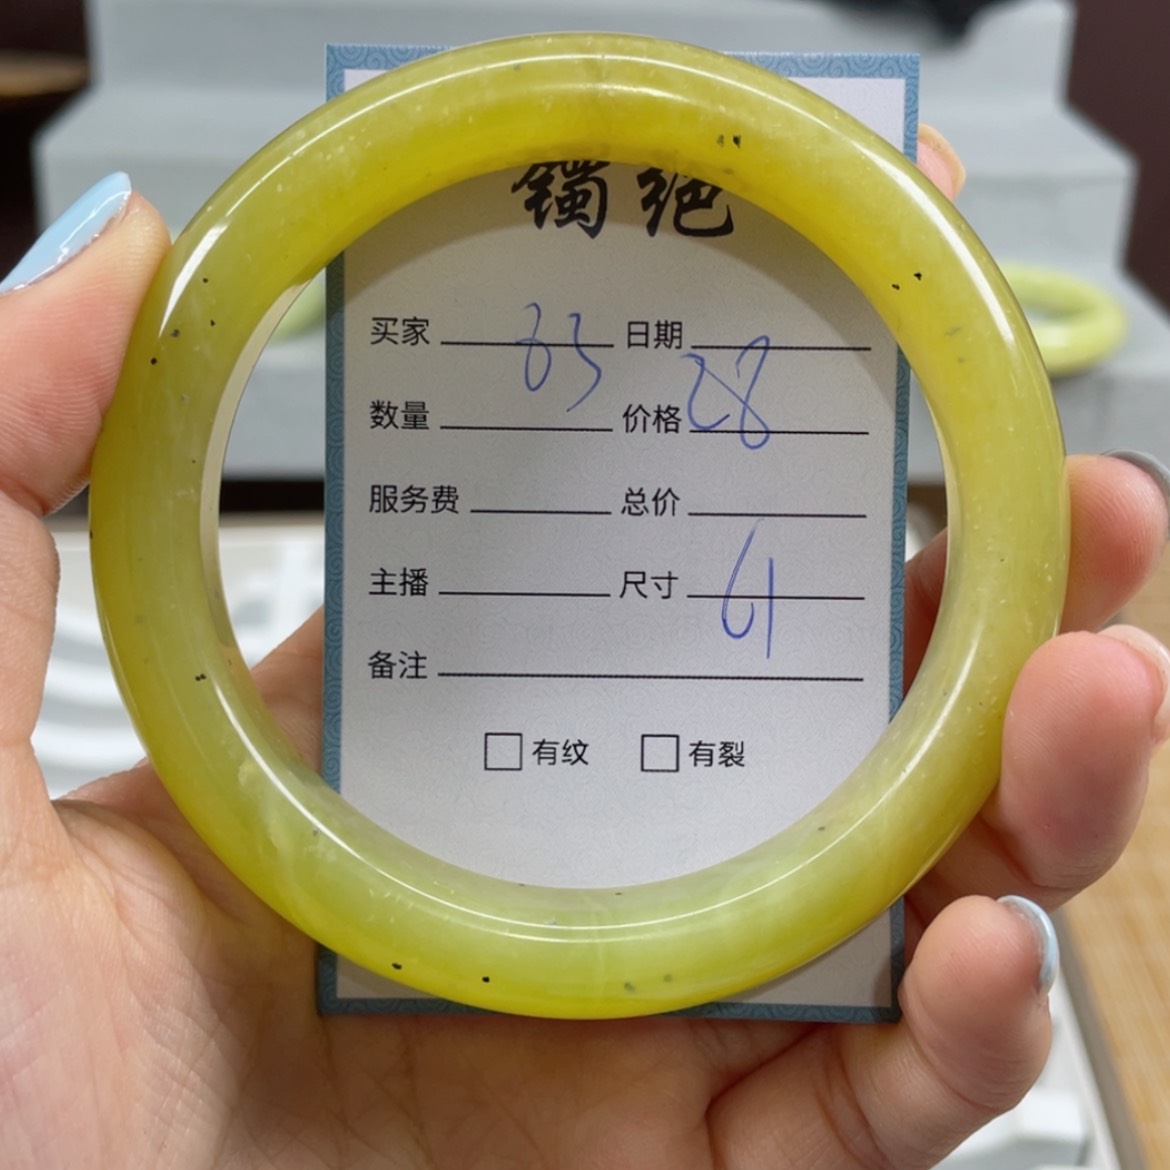 镯绝
买家 63 日期
数量 价格 28
服务费 总价
主播 尺寸 61
备注
有纹 有裂